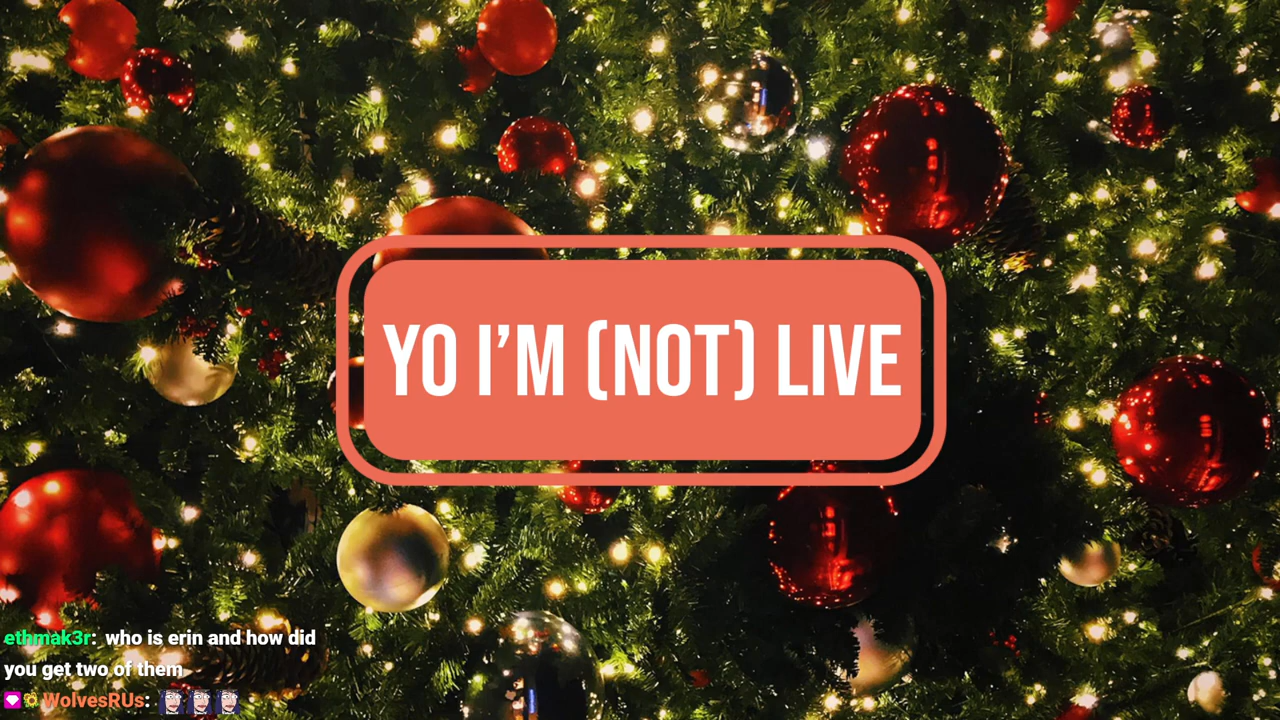 YO I’M (NOT) LIVE
ethmak3r: who is erin and how did
you get two of them
WolvesRUs: